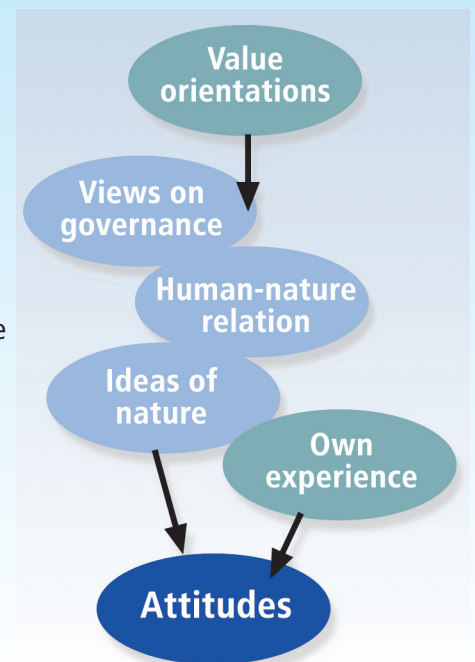 Value
orientations
Views on
governance
Human-nature
relation
e
Ideas of
nature
Own
experience
Attitudes